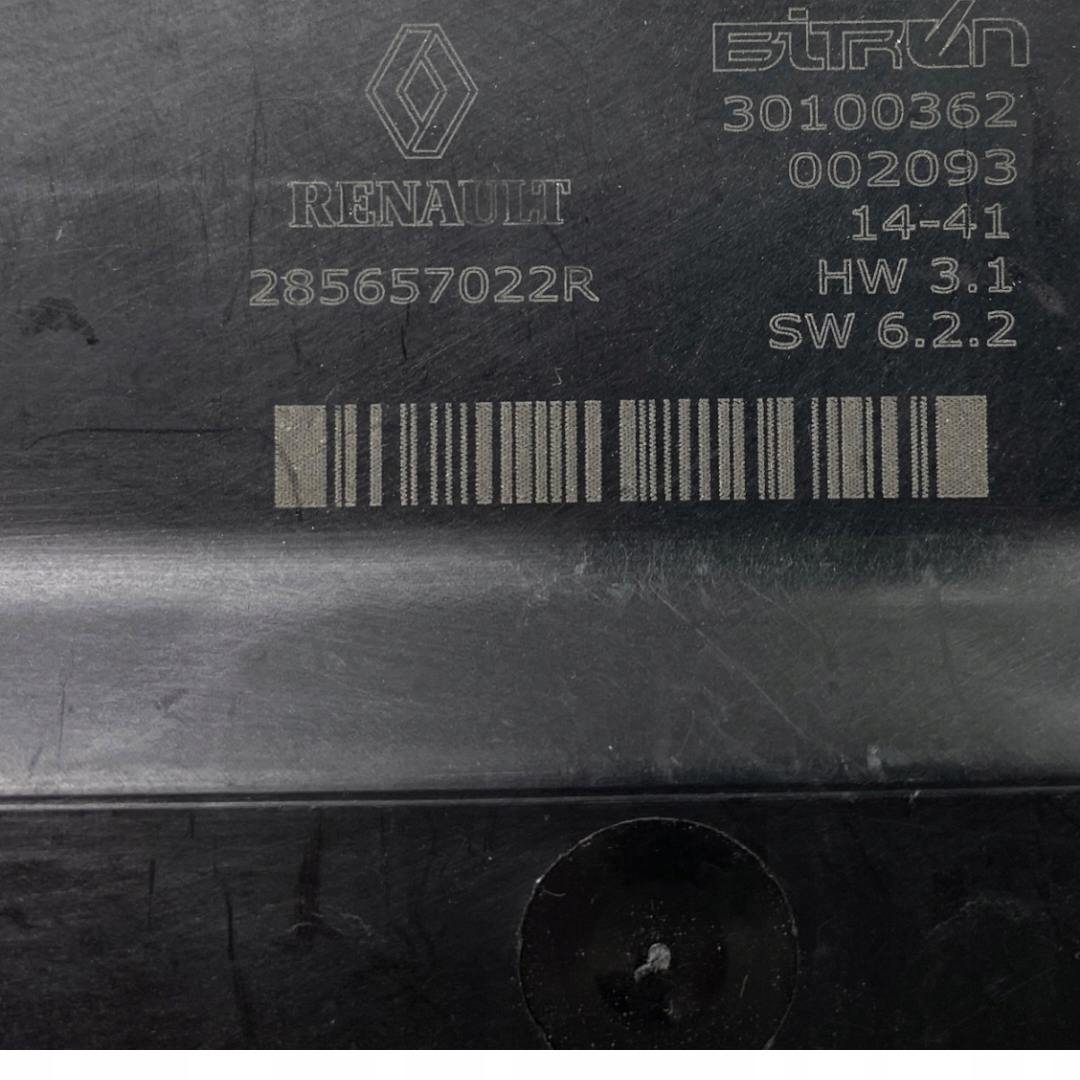 RENAULT
285657022R
Bitron
30100362
002093
14-41
HW 3.1
SW 6.2.2